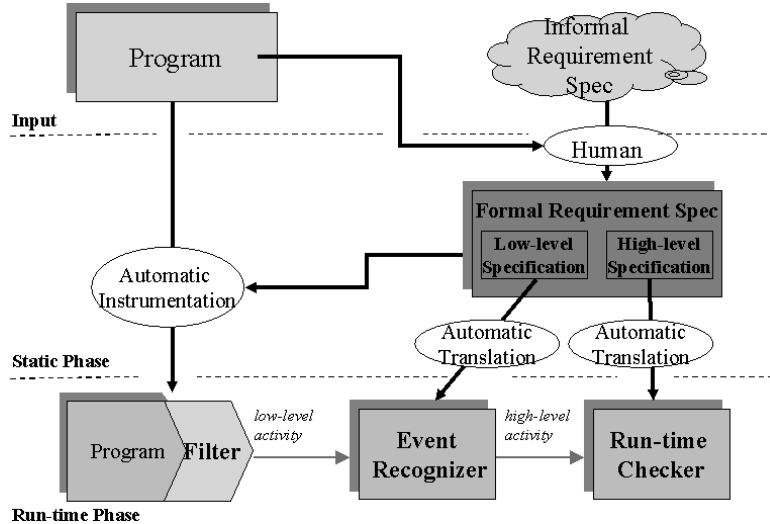 Program
Informal
Requirement
Spec
Input
Human
Formal Requirement Spec
Low-level
Specification
High-level
Specification
Automatic
Instrumentation
Automatic
Translation
Automatic
Translation
Static Phase
Program
Filter
low-level
activity
Event
Recognizer
high-level
activity
Run-time
Checker
Run-time Phase